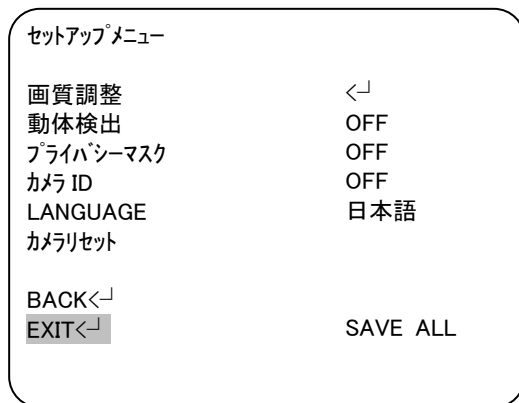 セットアップメニュー
画質調整 <┘
動体検出 OFF
プライバシーマスク OFF
カメラ ID OFF
LANGUAGE 日本語
カメラリセット
BACK<┘
EXIT<┘ SAVE ALL